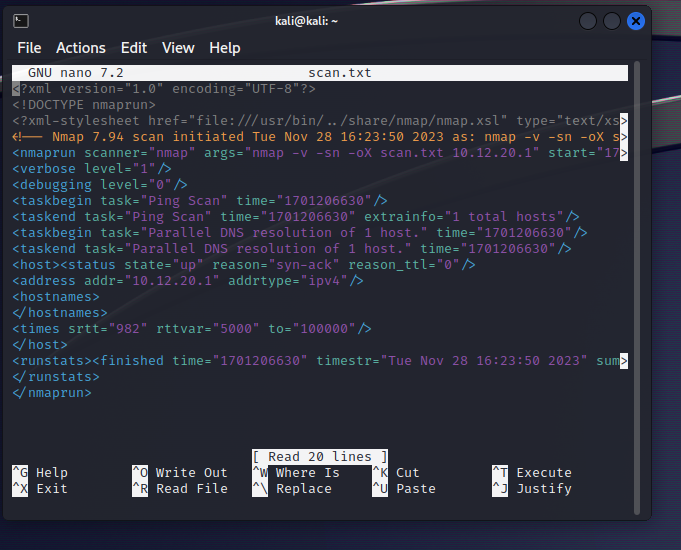 kali@kali: ~
File Actions Edit View Help
GNU nano 7.2 scan.txt
<?xml version="1.0" encoding="UTF-8"?>
<!DOCTYPE nmaprun>
<?xml-stylesheet href="file:///usr/bin/../share/nmap/nmap.xsl" type="text/xs>
<!-- Nmap 7.94 scan initiated Tue Nov 28 16:23:50 2023 as: nmap -v -sn -oX s>
<nmaprun scanner="nmap" args="nmap -v -sn -oX scan.txt 10.12.20.1" start="17>
<verbose level="1"/>
<debugging level="0"/>
<taskbegin task="Ping Scan" time="1701206630"/>
<taskend task="Ping Scan" time="1701206630" extrainfo="1 total hosts"/>
<taskbegin task="Parallel DNS resolution of 1 host." time="1701206630"/>
<taskend task="Parallel DNS resolution of 1 host." time="1701206630"/>
<host><status state="up" reason="syn-ack" reason_ttl="0"/>
<address addr="10.12.20.1" addrtype="ipv4"/>
<hostnames>
</hostnames>
<times srtt="982" rttvar="5000" to="100000"/>
</host>
<runstats><finished time="1701206630" timestr="Tue Nov 28 16:23:50 2023" sum>
</runstats>
</nmaprun>
[ Read 20 lines ]
^G Help ^O Write Out ^W Where Is ^K Cut ^T Execute
^X Exit ^R Read File ^\ Replace ^U Paste ^J Justify